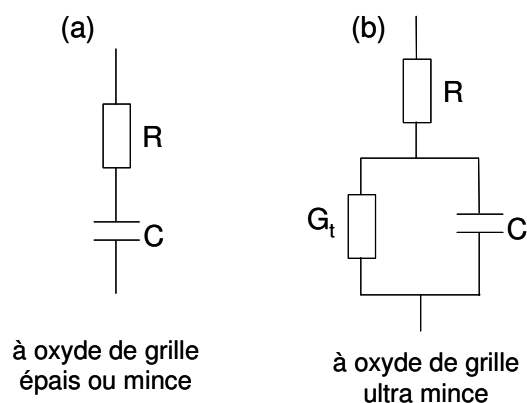 (a)
R
C
à oxyde de grille
épais ou mince
(b)
R
Gt
C
à oxyde de grille
ultra mince